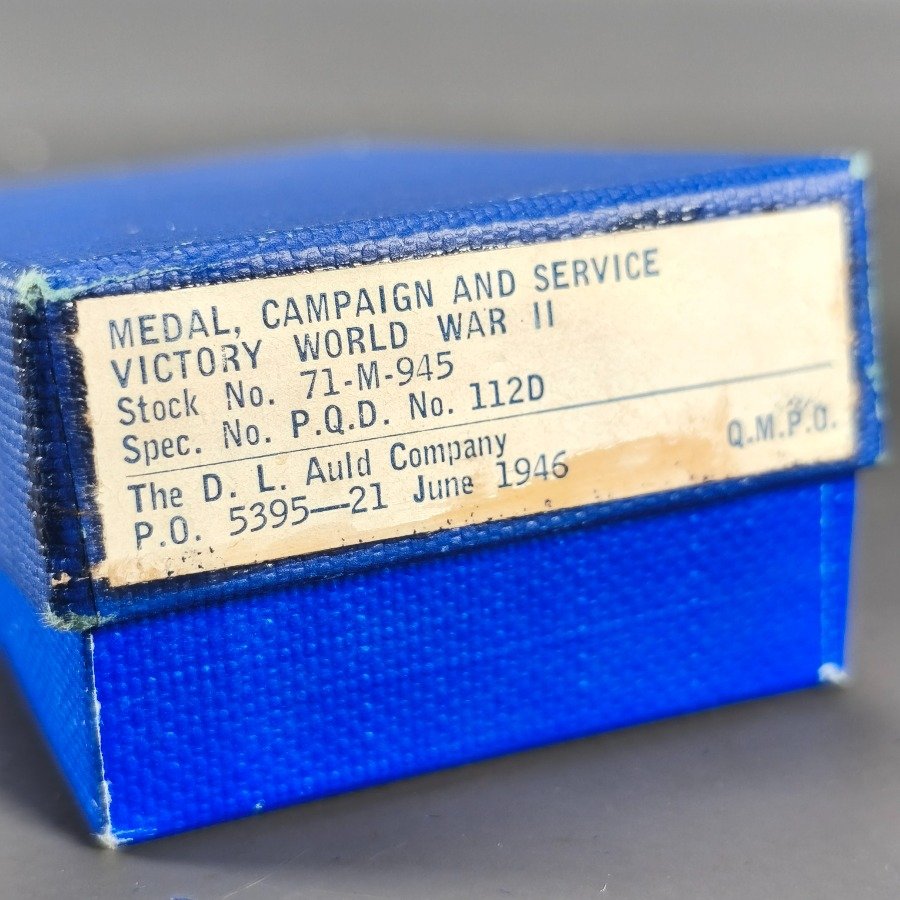 MEDAL, CAMPAIGN AND SERVICE
VICTORY WORLD WAR II
Stock No. 71-M-945
Spec. No. P.Q.D. No. 112D
The D. L. Auld Company
Q.M.P.O.
P.O. 5395—21 June 1946